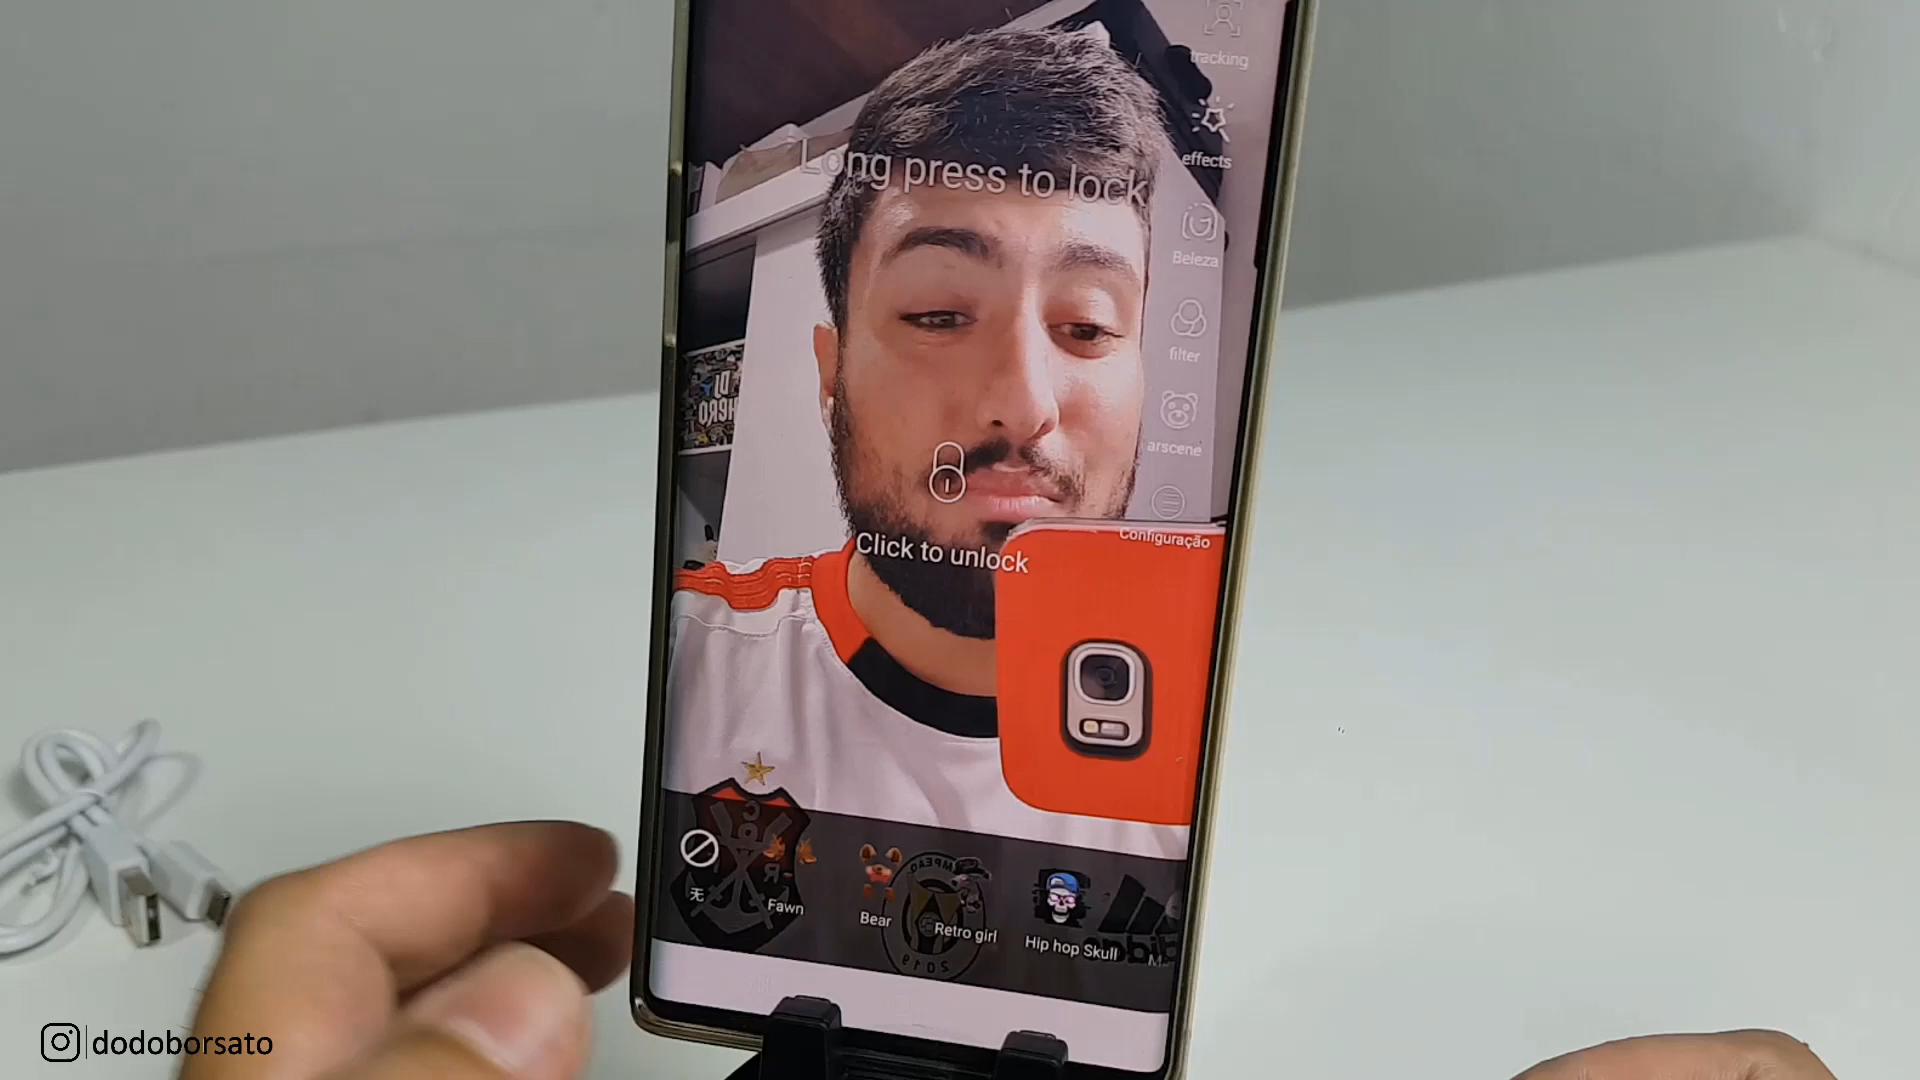 tracking
effects
Long press to lock
Beleza
filter
arscene
Configuração
Click to unlock
无
Fawn
Bear
Retro girl
Hip hop Skull
M
2019
dodoborsato